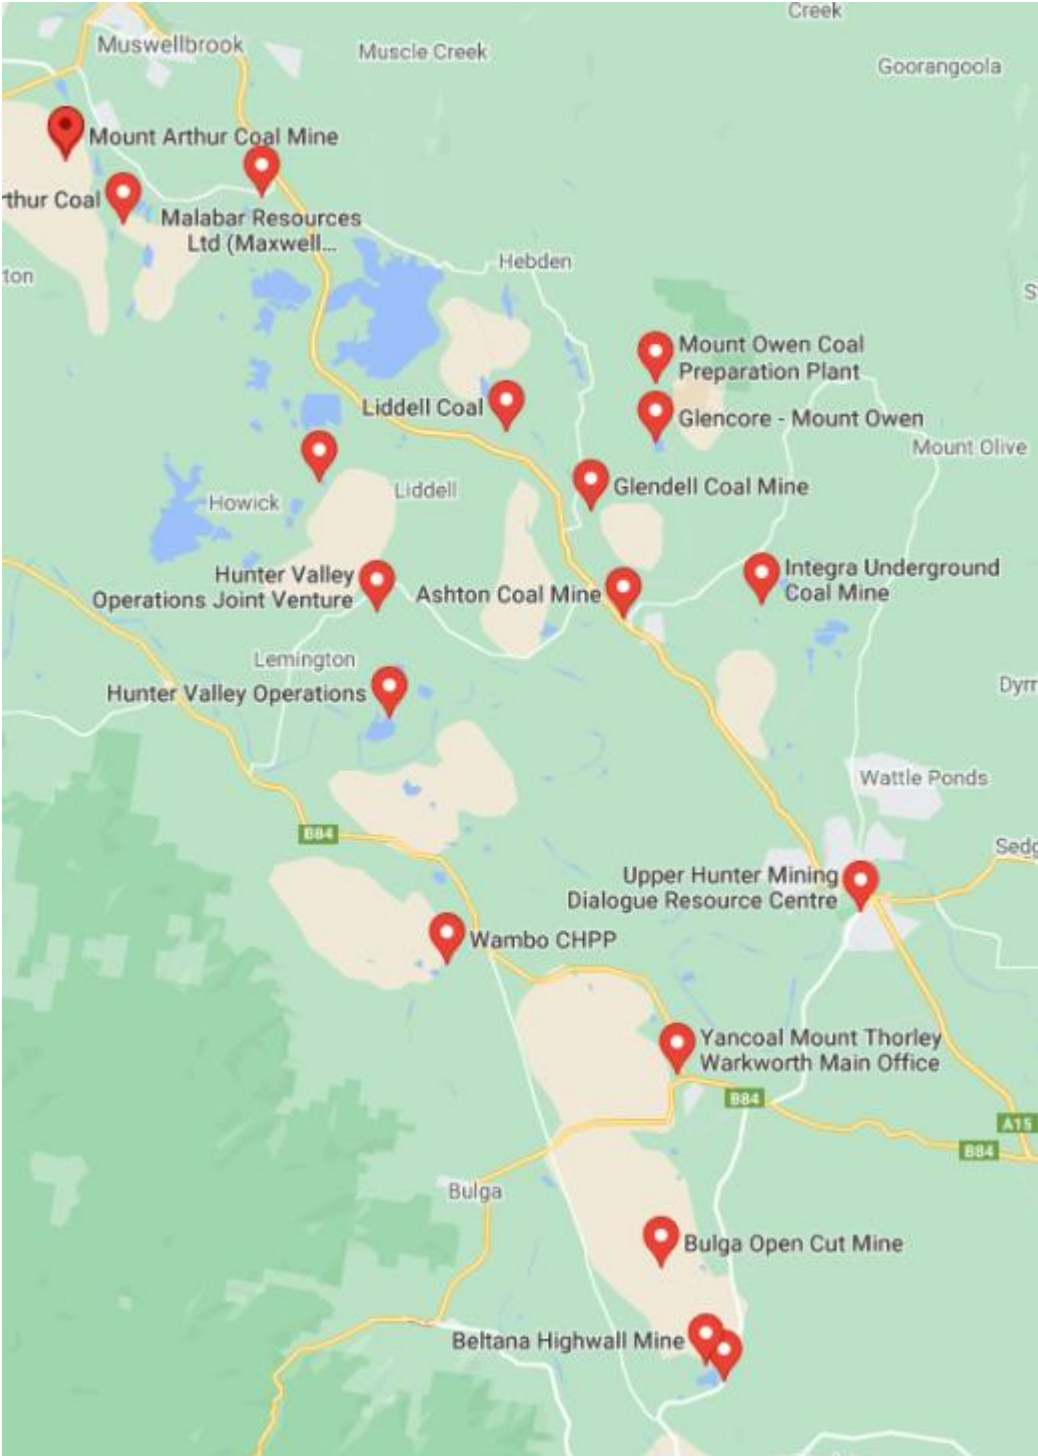 Creek
Muswellbrook
Muscle Creek
Goorangoola
Mount Arthur Coal Mine
rthur Coal
Malabar Resources
Ltd (Maxwell...
Hebden
ton
S
Mount Owen Coal
Preparation Plant
Liddell Coal
Glencore - Mount Owen
Mount Olive
Glendell Coal Mine
Liddell
Howick
Hunter Valley
Operations Joint Venture
Ashton Coal Mine
Integra Underground
Coal Mine
Lemington
Hunter Valley Operations
Dyrr
Wattle Ponds
B84
Sedg
Upper Hunter Mining
Dialogue Resource Centre
Wambo CHPP
Yancoal Mount Thorley
Warkworth Main Office
B84
A15
B84
Bulga
Bulga Open Cut Mine
Beltana Highwall Mine